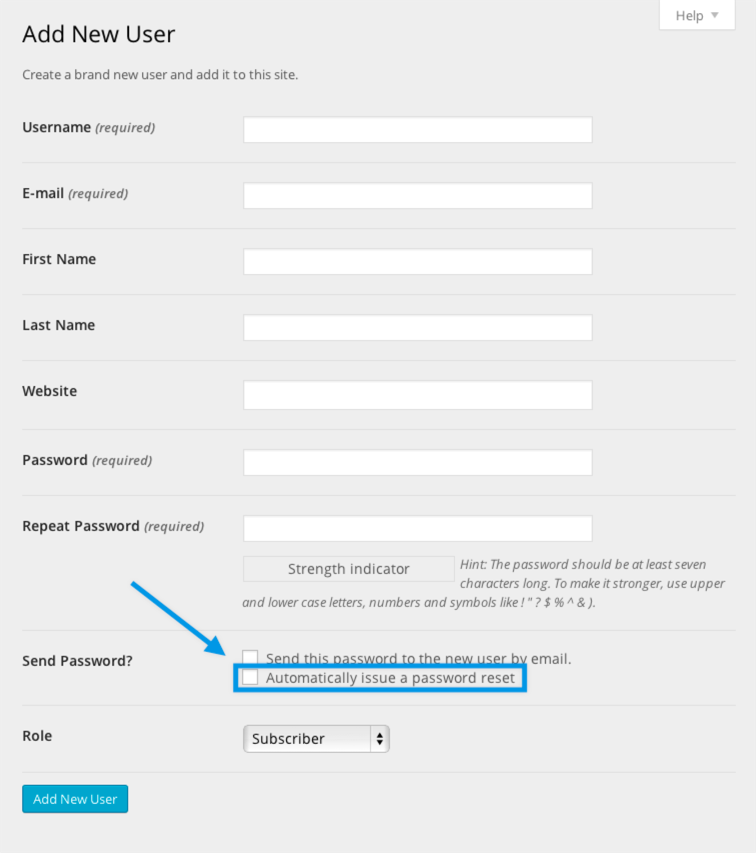 Help
Add New User
Create a brand new user and add it to this site.
Username (required)
E-mail (required)
First Name
Last Name
Website
Password (required)
Repeat Password (required)
Strength indicator
Hint: The password should be at least seven
characters long. To make it stronger, use upper
and lower case letters, numbers and symbols like ! " ? $ % ^ & ).
Send Password?
Send this password to the new user by email.
Automatically issue a password reset
Role
Subscriber
Add New User